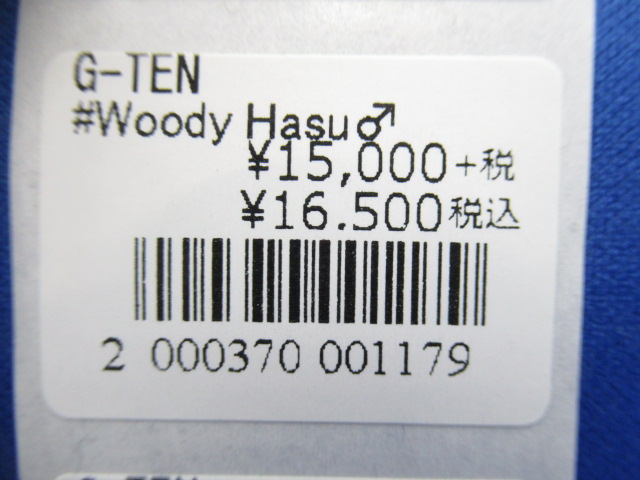 G-TEN
#Woody Hasu♂
¥15,000+税
¥16.500税込
2 000370 001179